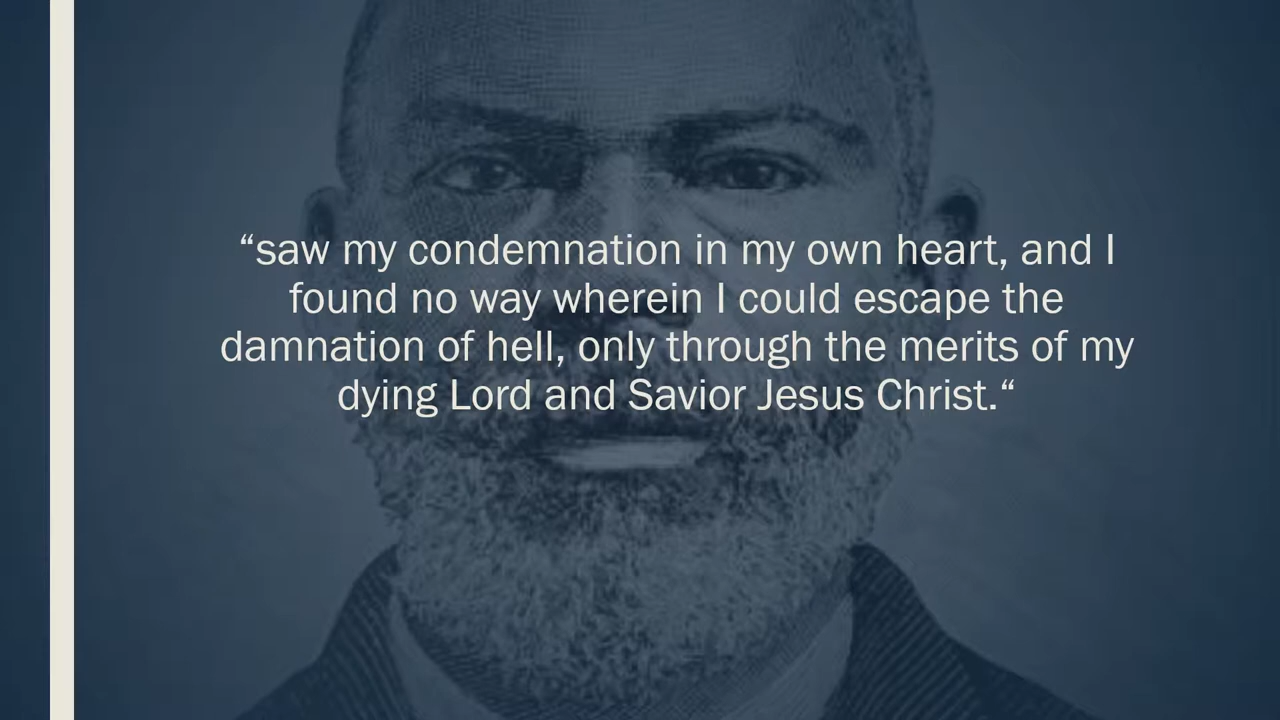 “saw my condemnation in my own heart, and I
found no way wherein I could escape the
damnation of hell, only through the merits of my
dying Lord and Savior Jesus Christ.“